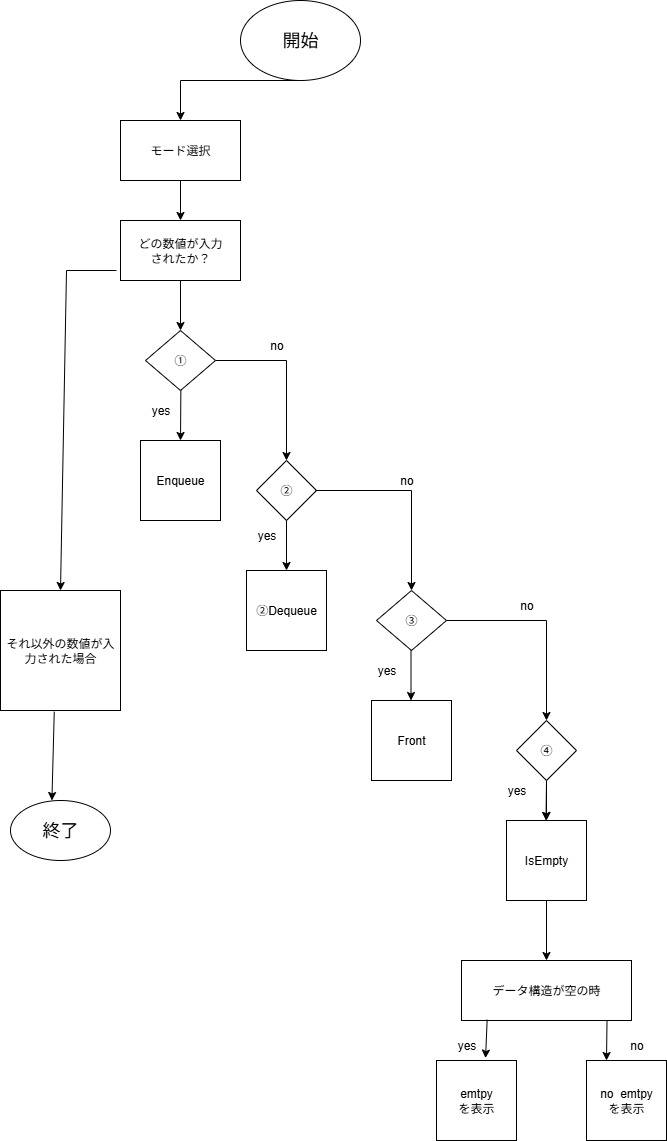 開始
モード選択
どの数値が入力
されたか？
①
no
yes
Enqueue
②
no
yes
②Dequeue
③
no
yes
Front
それ以外の数値が入
力された場合
④
yes
終了
IsEmpty
データ構造が空の時
yes
no
emtpy
を表示
no emtpy
を表示